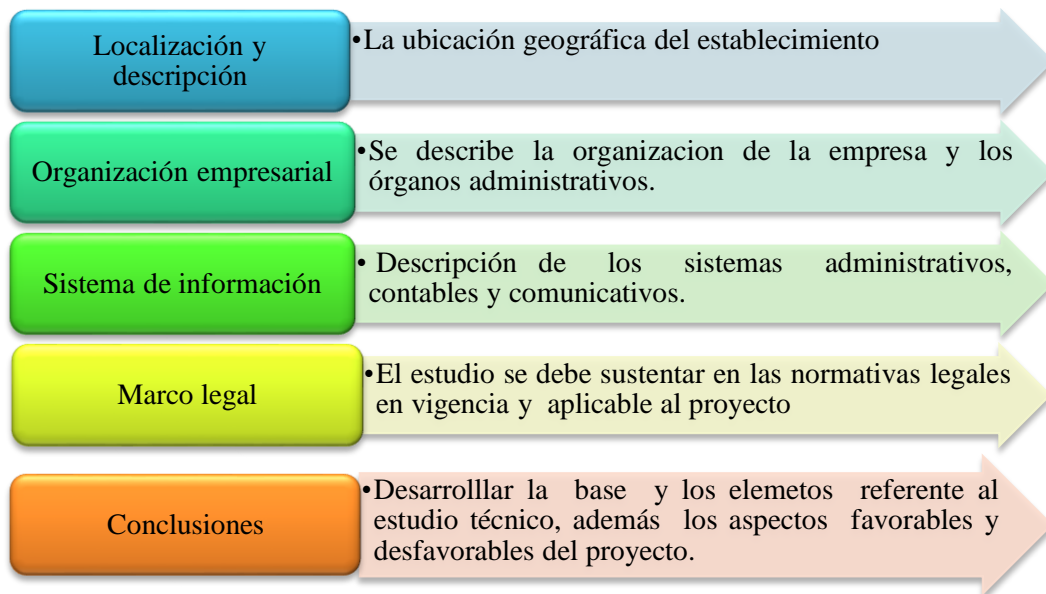 Localización y
descripción
•La ubicación geográfica del establecimiento
Organización empresarial
•Se describe la organizacion de la empresa y los
órganos administrativos.
Sistema de información
• Descripción de los sistemas administrativos,
contables y comunicativos.
Marco legal
•El estudio se debe sustentar en las normativas legales
en vigencia y aplicable al proyecto
Conclusiones
•Desarrolllar la base y los elemetos referente al
estudio técnico, además los aspectos favorables y
desfavorables del proyecto.